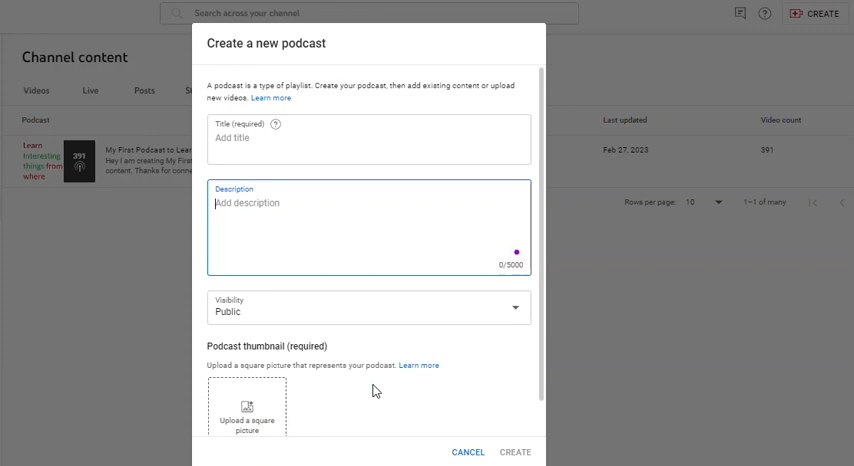 Search across your channel
CREATE
Create a new podcast
Channel content
A podcast is a type of playlist. Create your podcast, then add existing content or upload
new videos. Learn more
Videos
Live
Posts
Podcast
Title (required)
Add title
Last updated
Video count
Learn
Interesting
things from
where
391
My First Podcast to Lear
Hey I am creating My First
content. Thanks for conne
Feb 27, 2023
391
Description
Add description
0/5000
Rows per page:
10
1–1 of many
Visibility
Public
Podcast thumbnail (required)
Upload a square picture that represents your podcast. Learn more
Upload a square
picture
CANCEL
CREATE